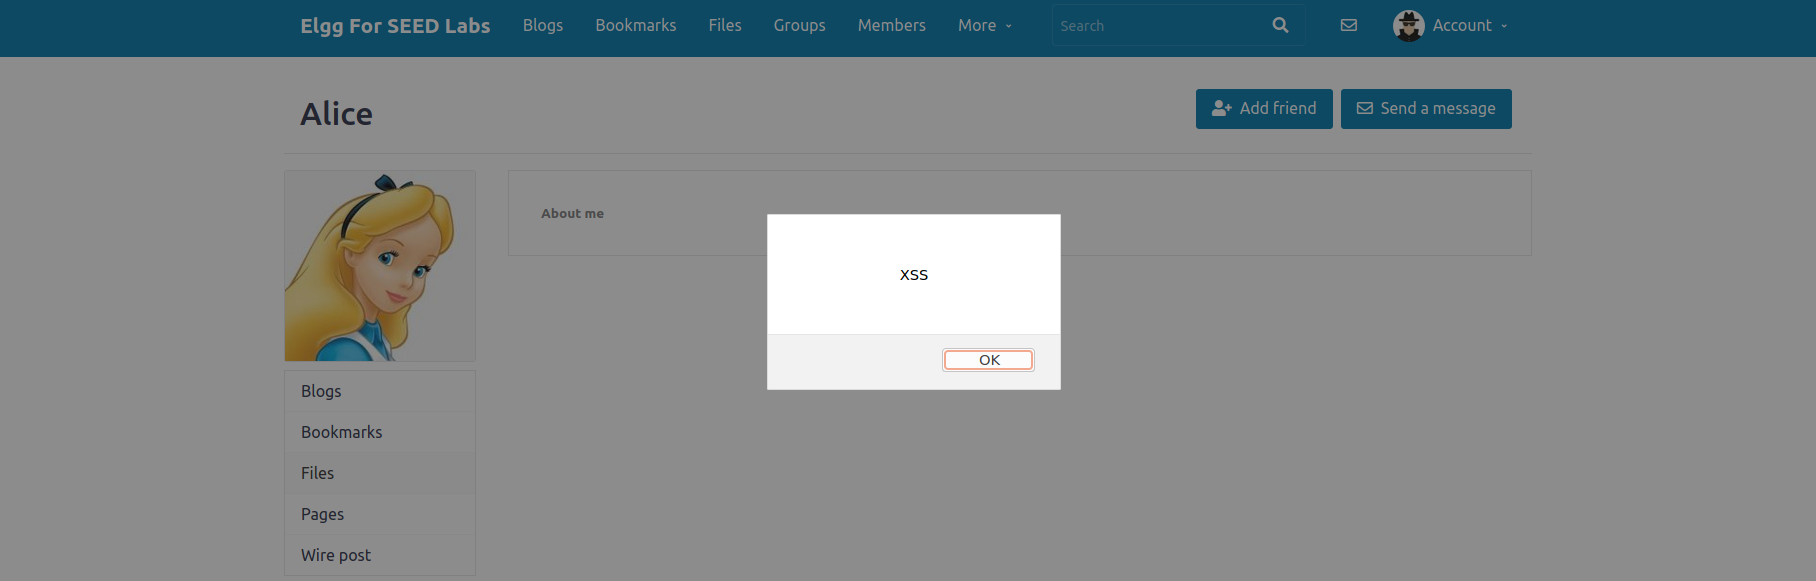 Elgg For SEED Labs Blogs Bookmarks Files Groups Members More Search Account
Alice
Add friend Send a message
About me
XSS
OK
Blogs
Bookmarks
Files
Pages
Wire post